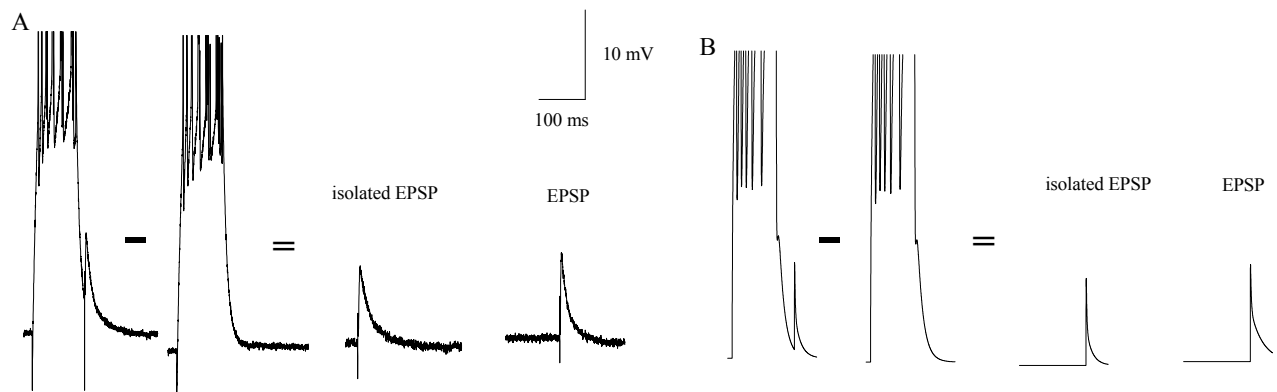 A
10 mV
100 ms
isolated EPSP
EPSP
B
isolated EPSP
EPSP